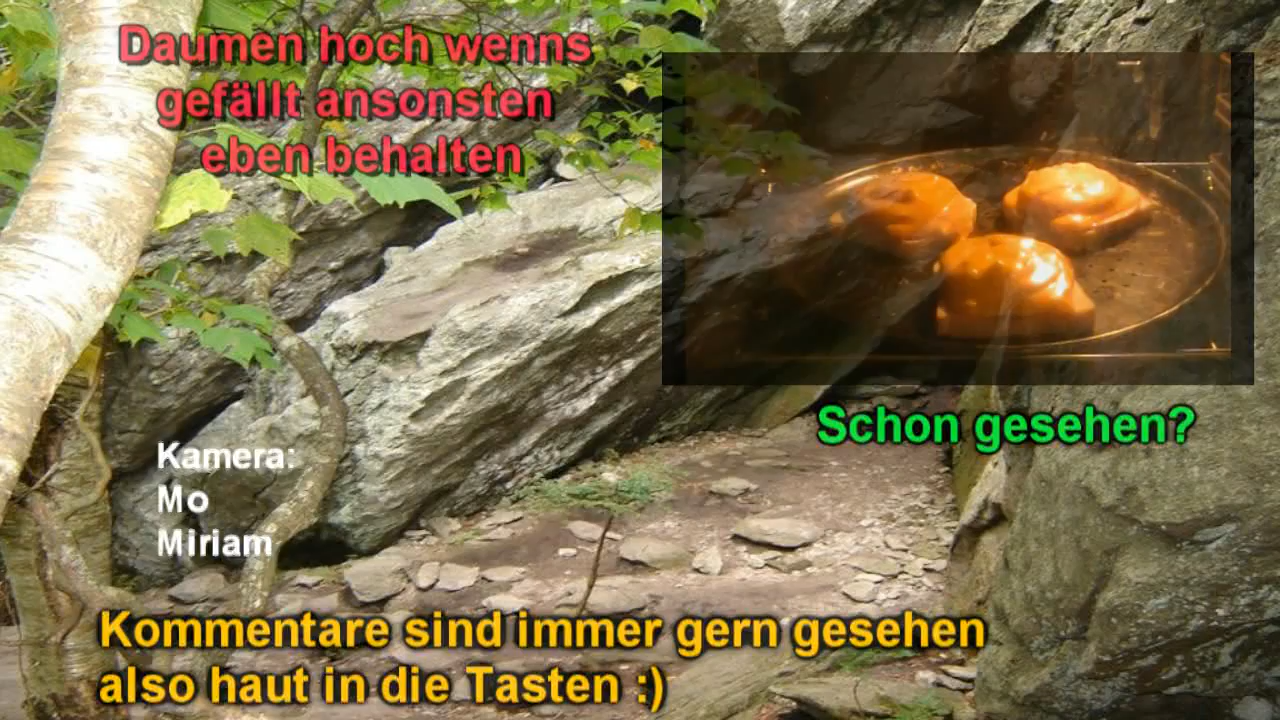 Daumen hoch wenns
gefällt ansonsten
eben behalten
Schon gesehen?
Kamera:
Mo
Miriam
Kommentare sind immer gern gesehen
also haut in die Tasten :)